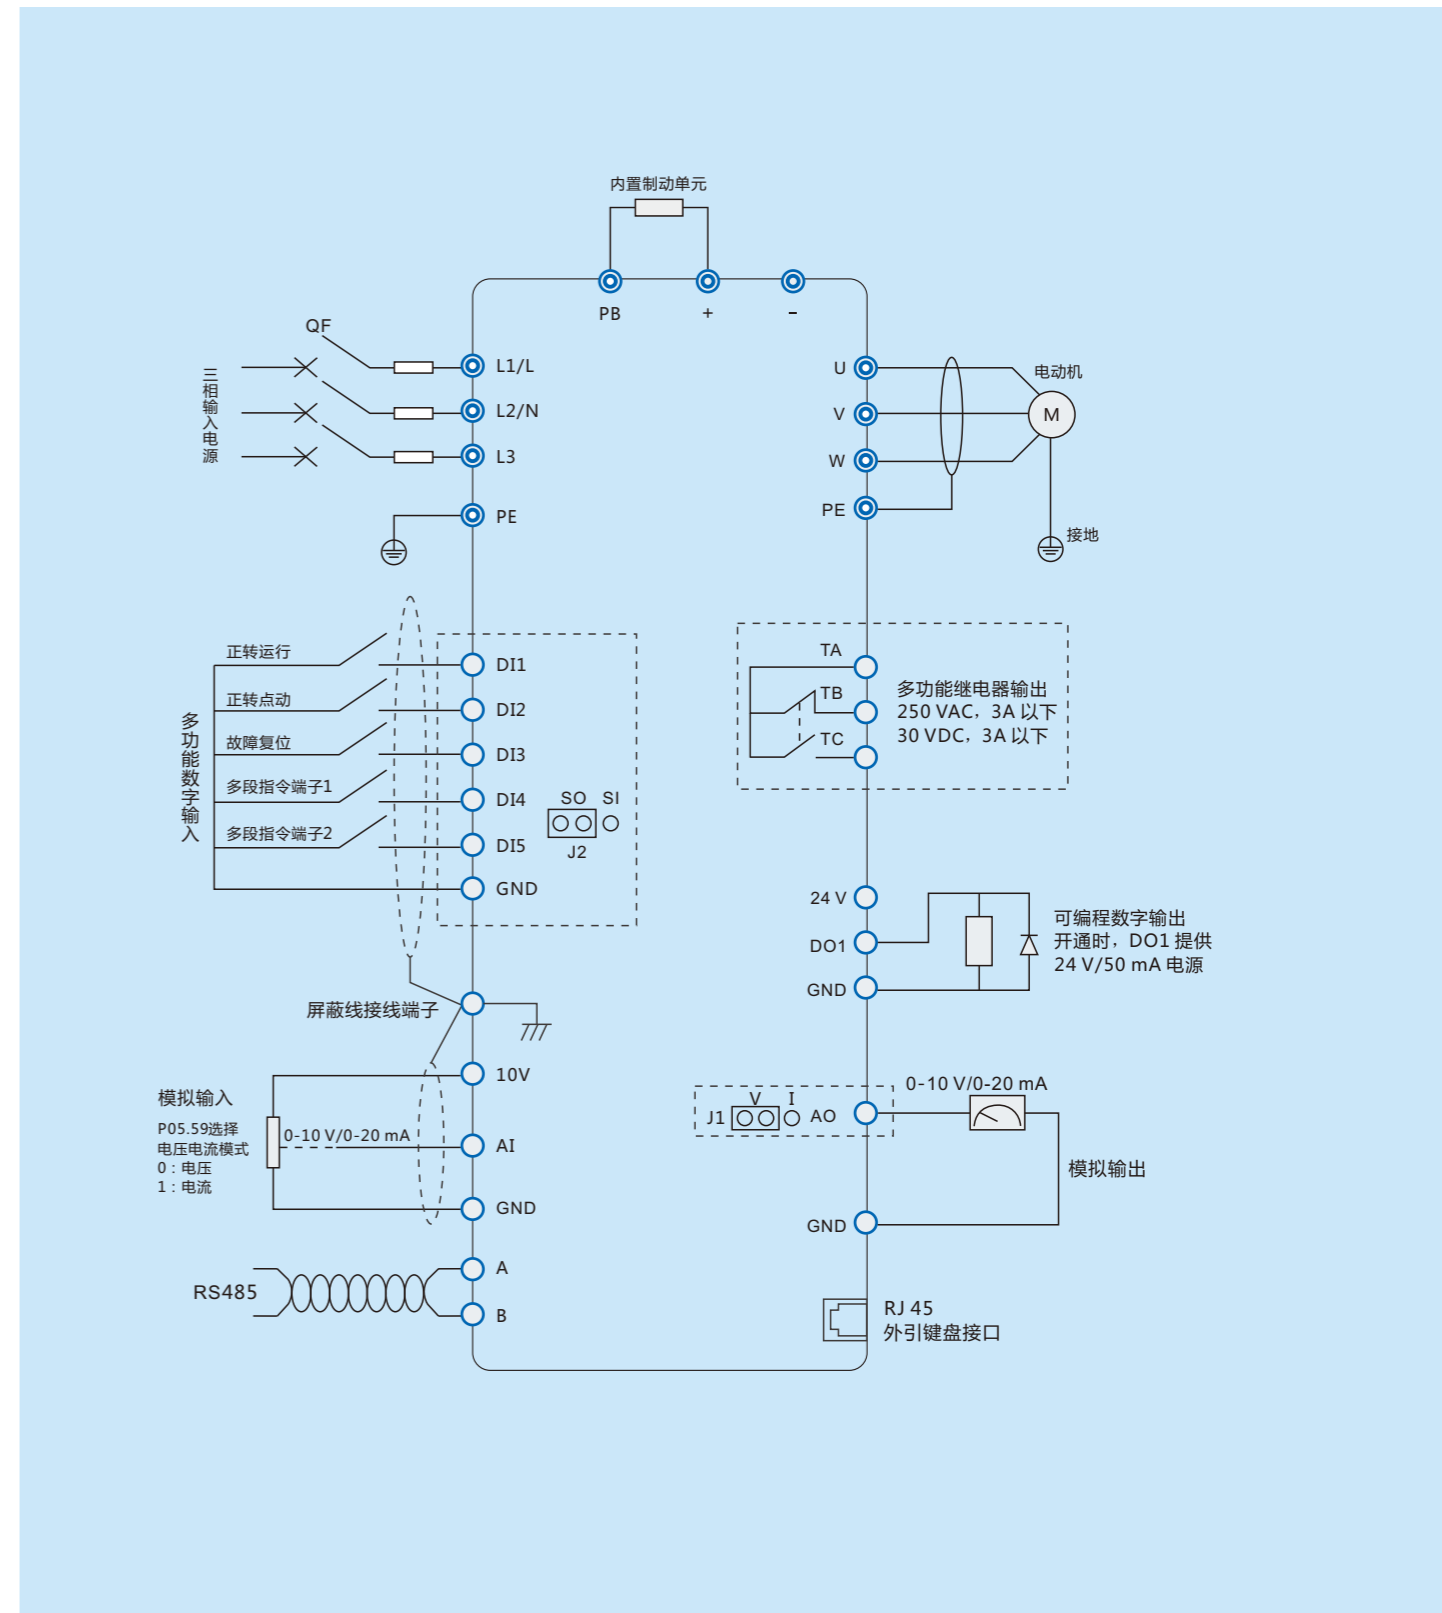 内置制动单元
PB
+
-
QF
三相输入电源
L1/L
L2/N
L3
PE
U
V
W
PE
电动机
M
接地
多功能数字输入
正转运行
正转点动
故障复位
多段指令端子1
多段指令端子2
DI1
DI2
DI3
DI4
DI5
GND
SO SI
J2
TA
TB
TC
多功能继电器输出
250 VAC，3A 以下
30 VDC，3A 以下
24 V
DO1
GND
可编程数字输出
开通时，DO1 提供
24 V/50 mA 电源
屏蔽线接线端子
模拟输入
P05.59选择
电压电流模式
0：电压
1：电流
0-10 V/0-20 mA
10V
AI
GND
V I
J1
AO
0-10 V/0-20 mA
模拟输出
GND
RS485
A
B
RJ 45
外引键盘接口